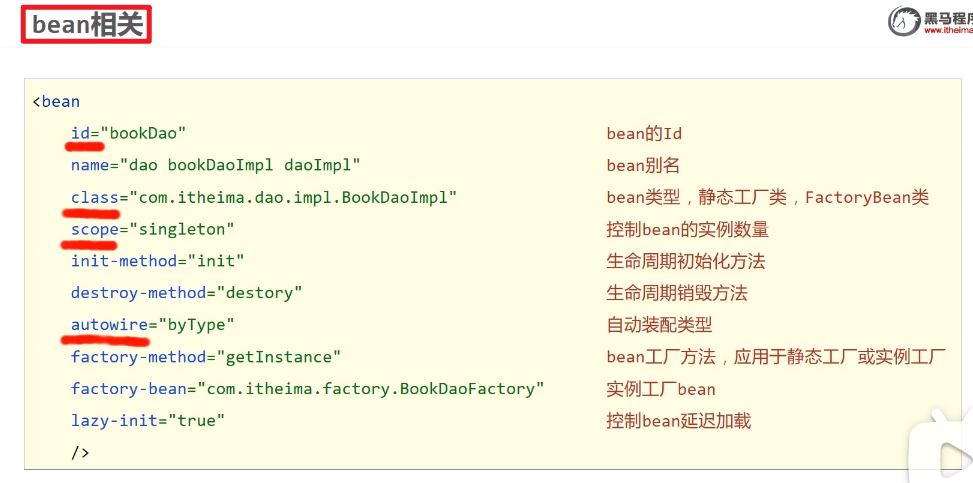 bean相关
黑马程序
www.itheima
<bean
id="bookDao" bean的Id
name="dao bookDaoImpl daoImpl" bean别名
class="com.itheima.dao.impl.BookDaoImpl" bean类型，静态工厂类，FactoryBean类
scope="singleton" 控制bean的实例数量
init-method="init" 生命周期初始化方法
destroy-method="destory" 生命周期销毁方法
autowire="byType" 自动装配类型
factory-method="getInstance" bean工厂方法，应用于静态工厂或实例工厂
factory-bean="com.itheima.factory.BookDaoFactory" 实例工厂bean
lazy-init="true" 控制bean延迟加载
/>